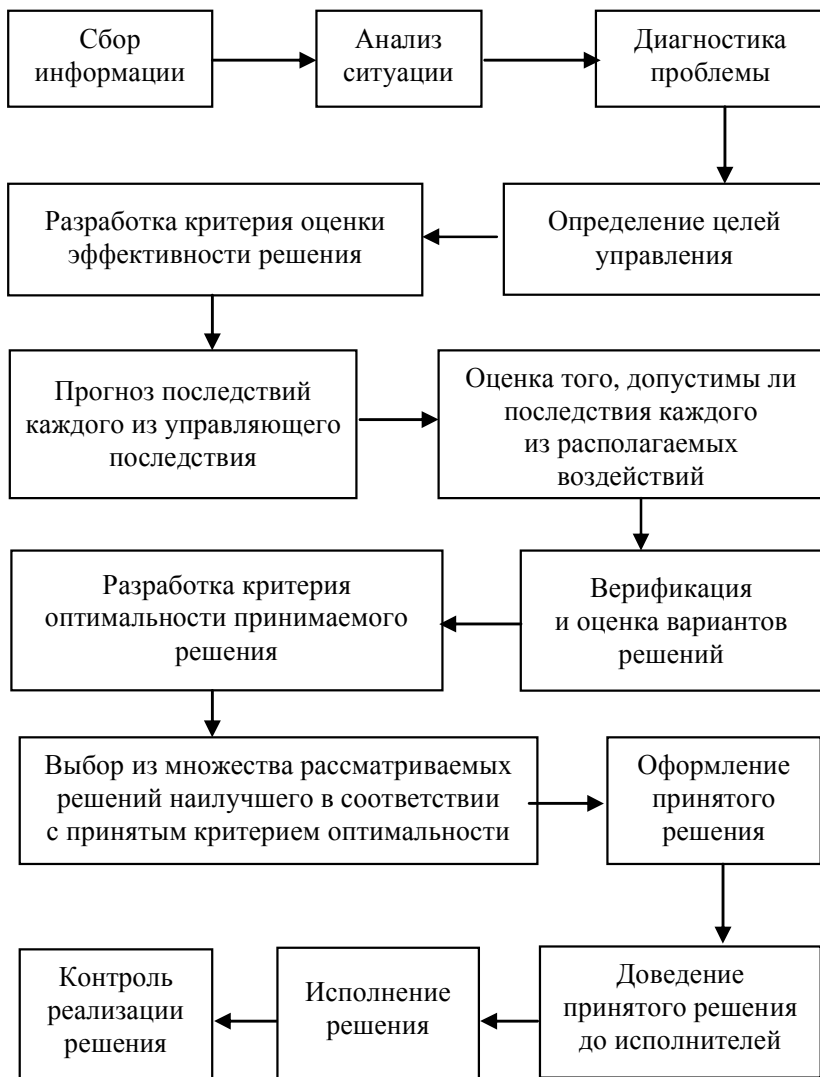 Сбор
информации
Анализ
ситуации
Диагностика
проблемы
Определение целей
управления
Разработка критерия оценки
эффективности решения
Прогноз последствий
каждого из управляющего
последствия
Оценка того, допустимы ли
последствия каждого
из располагаемых
воздействий
Верификация
и оценка вариантов
решений
Разработка критерия
оптимальности принимаемого
решения
Выбор из множества рассматриваемых
решений наилучшего в соответствии
с принятым критерием оптимальности
Оформление
принятого
решения
Доведение
принятого решения
до исполнителей
Исполнение
решения
Контроль
реализации
решения